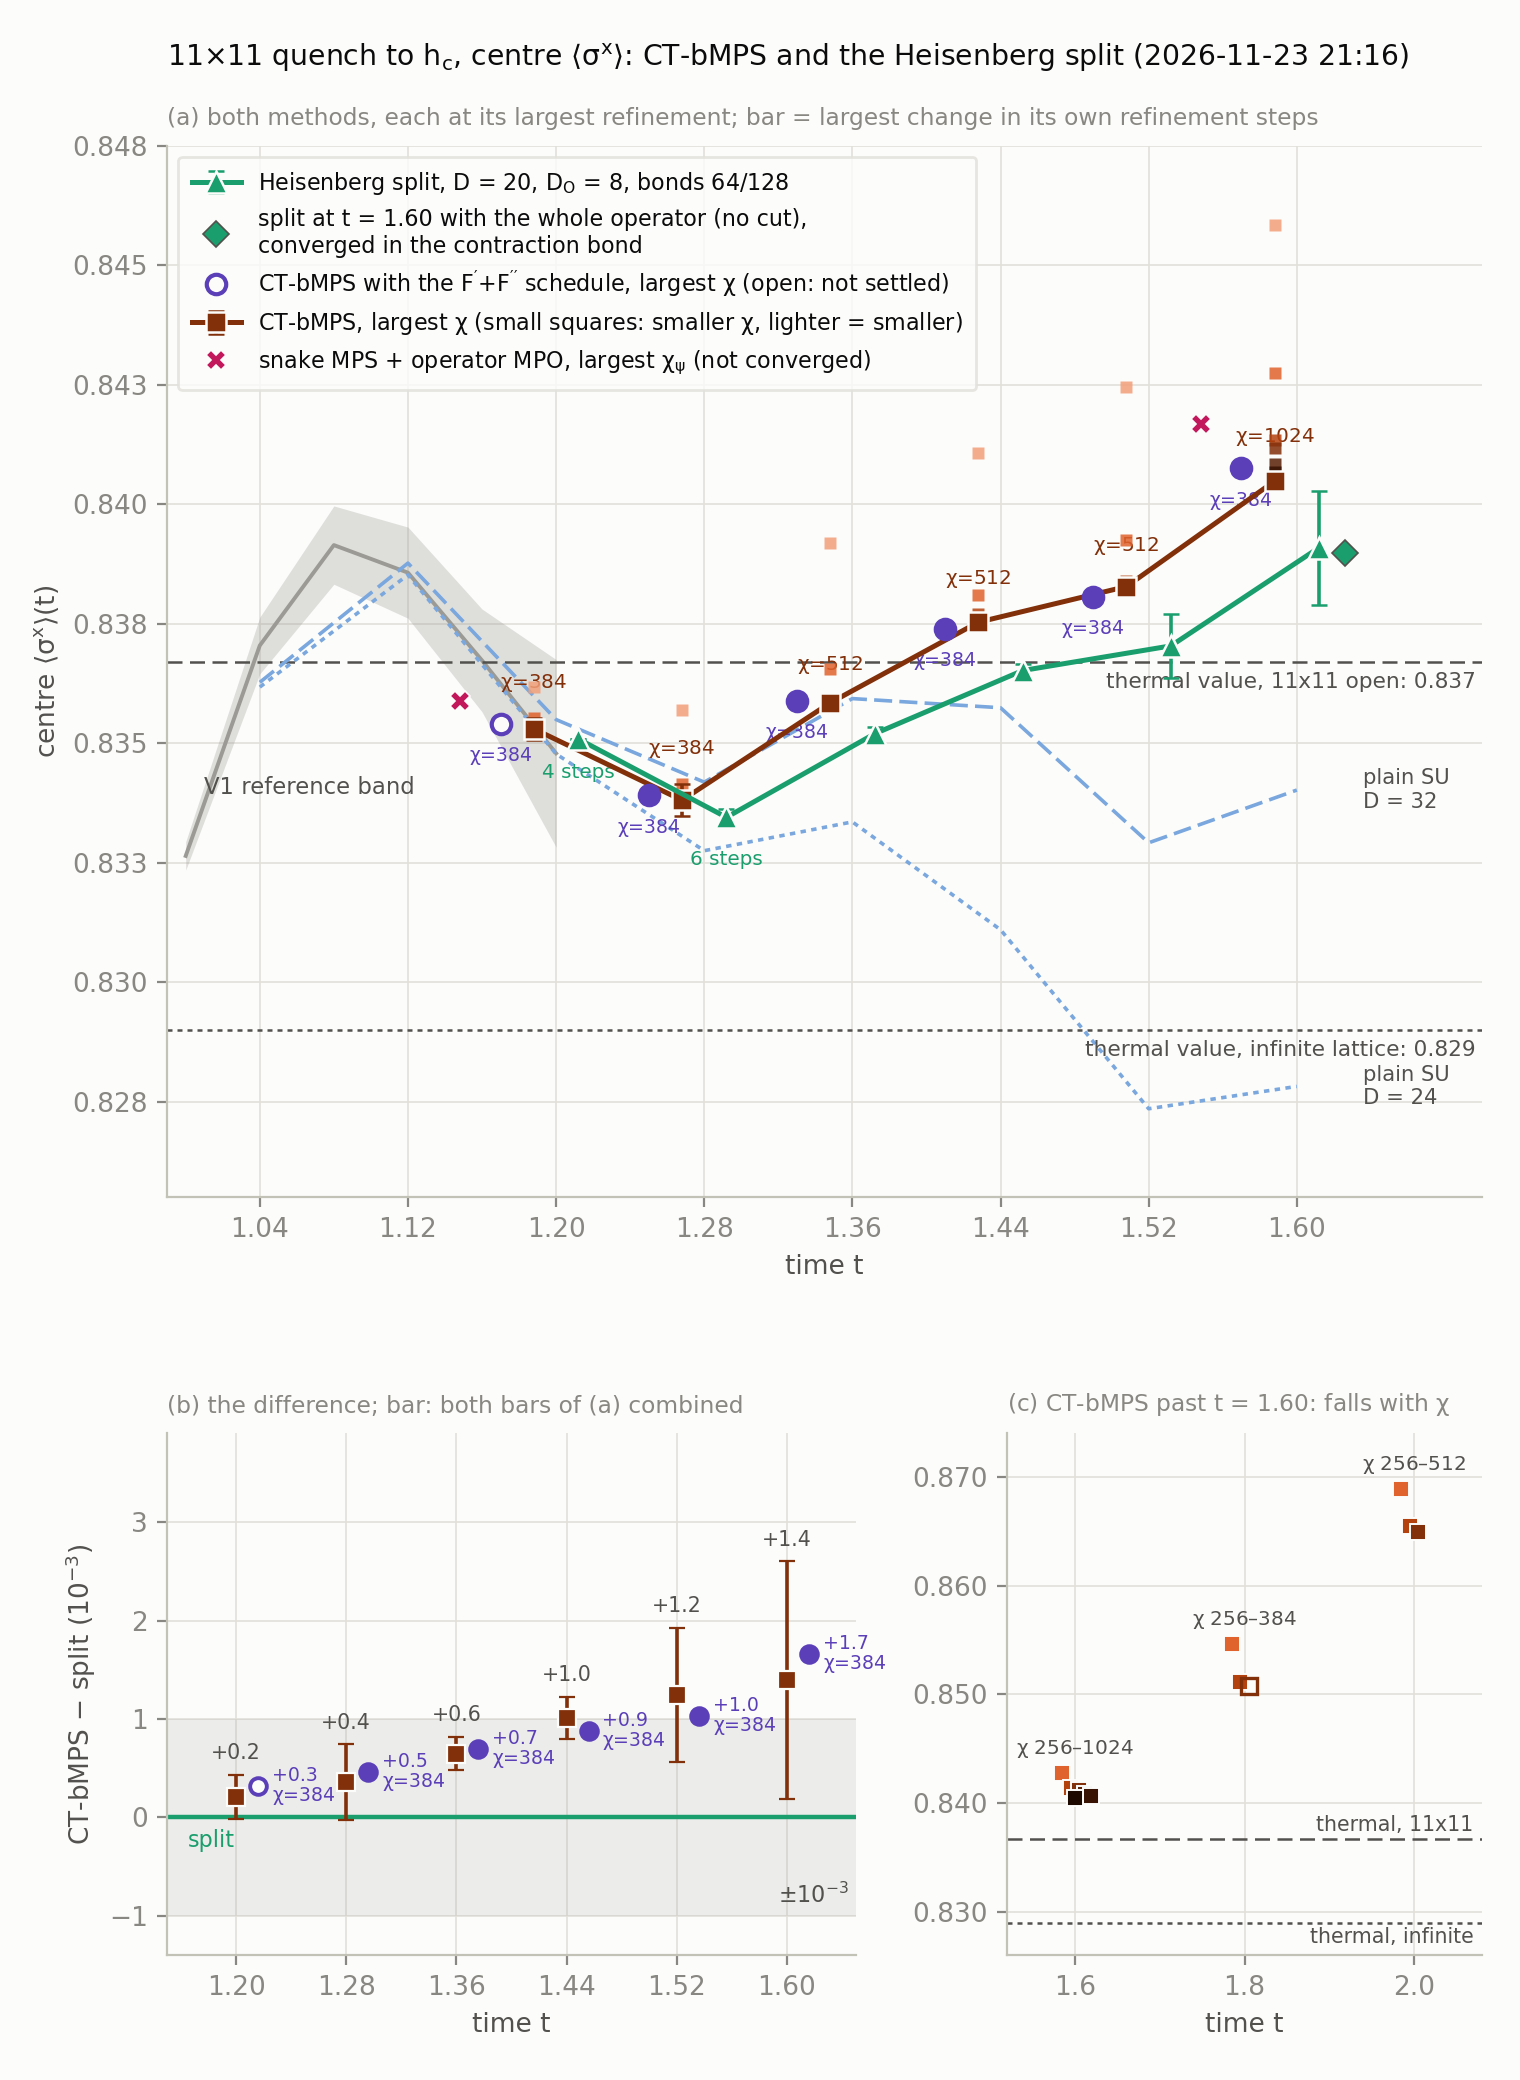 11×11 quench to h_c, centre ⟨σ^x⟩: CT-bMPS and the Heisenberg split (2026-11-23 21:16)
(a) both methods, each at its largest refinement; bar = largest change in its own refinement steps
Heisenberg split, D = 20, D_O = 8, bonds 64/128
split at t = 1.60 with the whole operator (no cut),
converged in the contraction bond
CT-bMPS with the F′+F″ schedule, largest χ (open: not settled)
CT-bMPS, largest χ (small squares: smaller χ, lighter = smaller)
snake MPS + operator MPO, largest χ_ψ (not converged)
0.848
0.845
0.843
0.840
0.838
0.835
0.833
0.830
0.828
centre ⟨σ^x⟩(t)
χ=1024
χ=384
χ=512
χ=512
χ=384
χ=384
χ=512
χ=384
thermal value, 11x11 open: 0.837
χ=384
χ=384
χ=384
χ=384
4 steps
V1 reference band
χ=384
6 steps
plain SU
D = 32
thermal value, infinite lattice: 0.829
plain SU
D = 24
1.04
1.12
1.20
1.28
1.36
1.44
1.52
1.60
time t
(b) the difference; bar: both bars of (a) combined
3
2
1
0
−1
CT-bMPS − split (10^−3)
+0.2
+0.3
χ=384
+0.4
+0.5
χ=384
+0.6
+0.7
χ=384
+1.0
+0.9
χ=384
+1.2
+1.0
χ=384
+1.4
+1.7
χ=384
split
±10^−3
1.20
1.28
1.36
1.44
1.52
1.60
time t
(c) CT-bMPS past t = 1.60: falls with χ
0.870
0.860
0.850
0.840
0.830
χ 256–512
χ 256–384
χ 256–1024
thermal, 11x11
thermal, infinite
1.6
1.8
2.0
time t